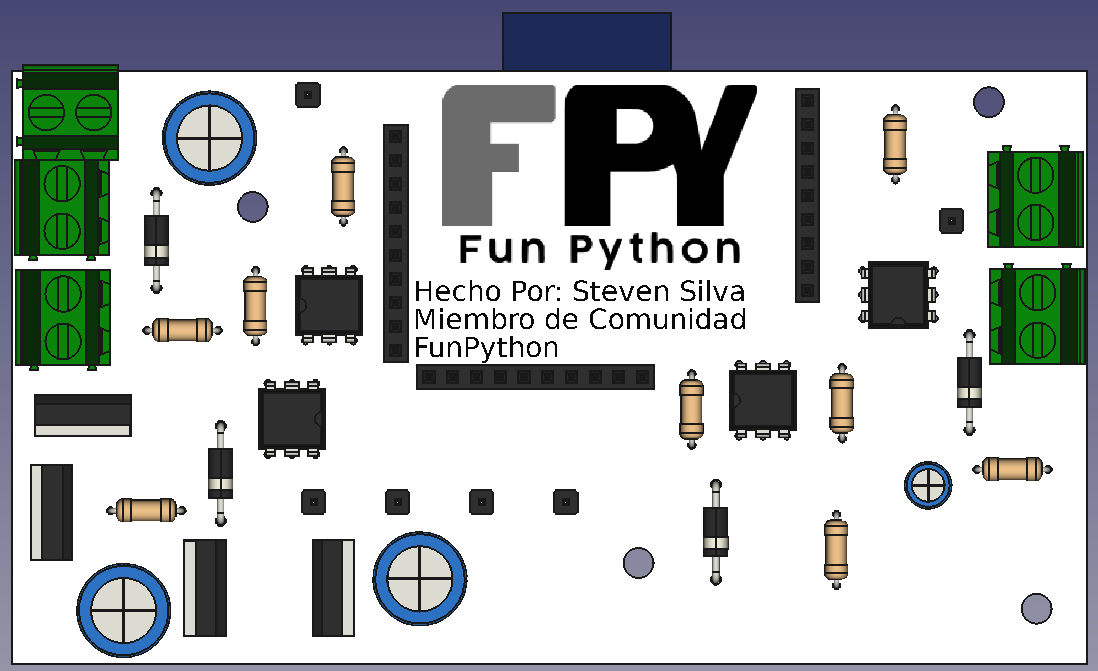 FPY
Fun Python
Hecho Por: Steven Silva
Miembro de Comunidad
FunPython